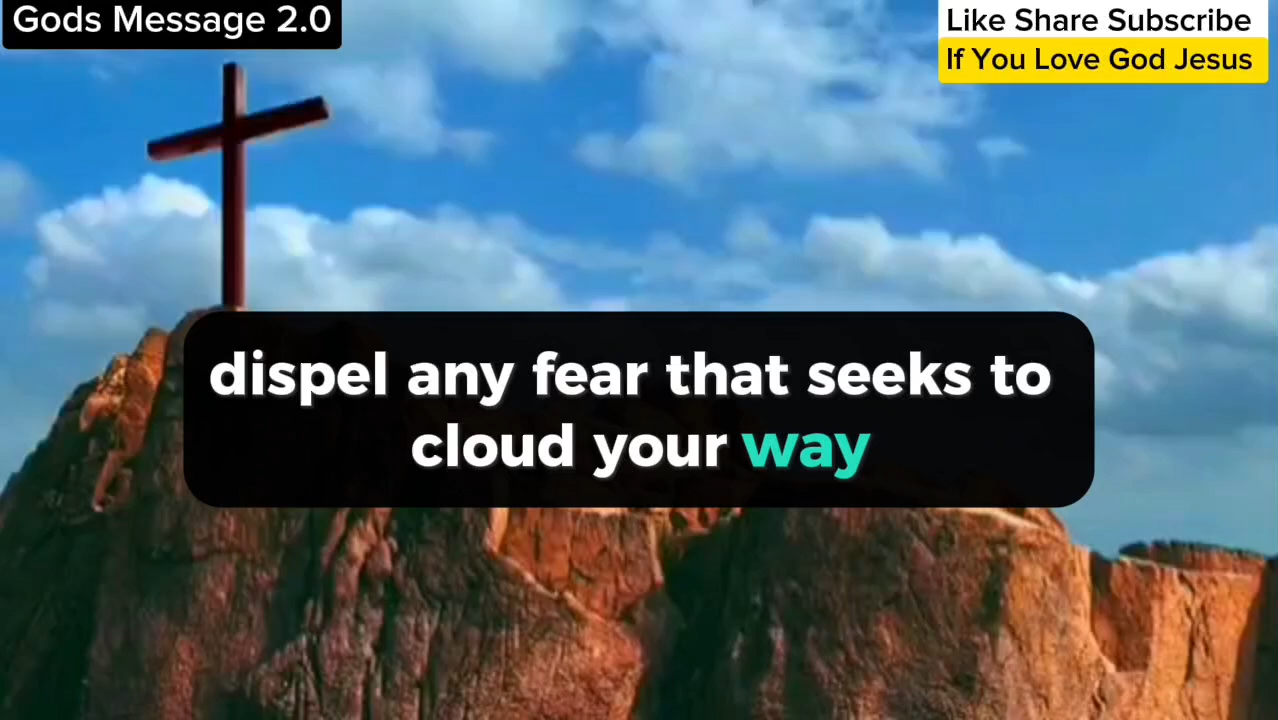 Gods Message 2.0
Like Share Subscribe
If You Love God Jesus
dispel any fear that seeks to
cloud your way